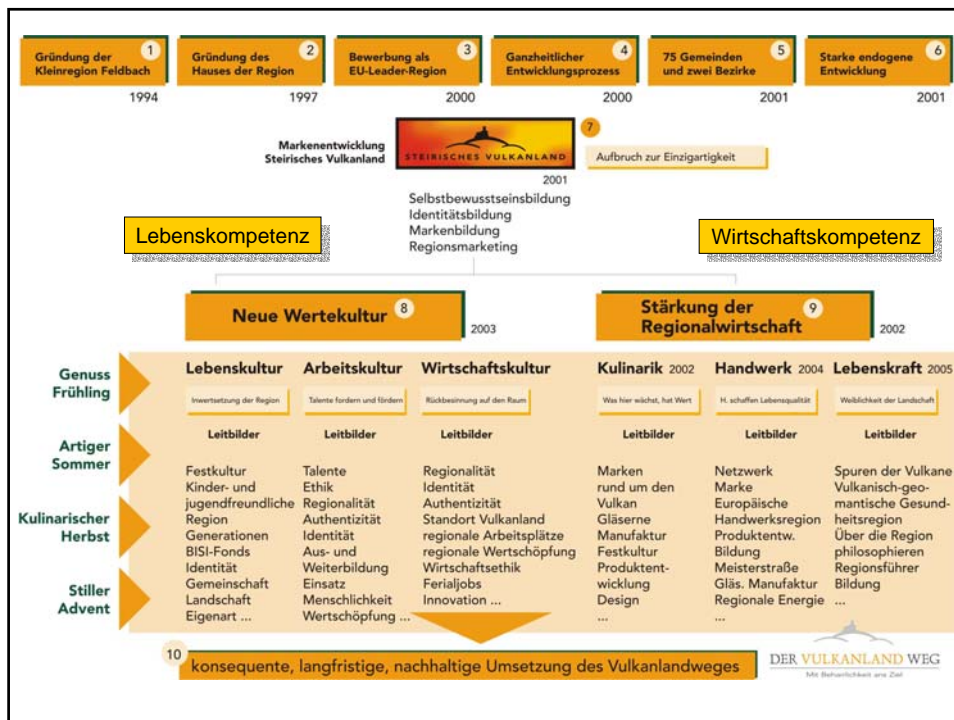 1
Gründung der
Kleinregion Feldbach
1994
2
Gründung des
Hauses der Region
1997
3
Bewerbung als
EU-Leader-Region
2000
4
Ganzheitlicher
Entwicklungsprozess
2000
5
75 Gemeinden
und zwei Bezirke
2001
6
Starke endogene
Entwicklung
2001
Markenentwicklung
Steirisches Vulkanland
STEIRISCHES VULKANLAND
2001
7
Aufbruch zur Einzigartigkeit
Selbstbewusstseinsbildung
Identitätsbildung
Markenbildung
Regionsmarketing
Lebenskompetenz
Wirtschaftskompetenz
Neue Wertekultur 8
2003
Stärkung der
Regionalwirtschaft
9
2002
Genuss
Frühling
Artiger
Sommer
Kulinarischer
Herbst
Stiller
Advent
Lebenskultur
Inwertsetzung der Region
Leitbilder
Festkultur
Kinder- und
jugendfreundliche
Region
Generationen
BISI-Fonds
Identität
Gemeinschaft
Landschaft
Eigenart ...
Arbeitskultur
Talente fordern und fördern
Leitbilder
Talente
Ethik
Regionalität
Authentizität
Identität
Aus- und
Weiterbildung
Einsatz
Menschlichkeit
Wertschöpfung ...
Wirtschaftskultur
Rückbesinnung auf den Raum
Leitbilder
Regionalität
Identität
Authentizität
Standort Vulkanland
regionale Arbeitsplätze
regionale Wertschöpfung
Wirtschaftsethik
Ferialjobs
Innovation ...
Kulinarik 2002
Was hier wächst, hat Wert
Leitbilder
Marken
rund um den
Vulkan
Gläserne
Manufaktur
Festkultur
Produktent-
wicklung
Design
...
Handwerk 2004
H. schaffen Lebensqualität
Leitbilder
Netzwerk
Marke
Europäische
Handwerksregion
Produktentw.
Bildung
Meisterstraße
Gläs. Manufaktur
Regionale Energie
...
Lebenskraft 2005
Weiblichkeit der Landschaft
Leitbilder
Spuren der Vulkane
Vulkanisch-geo-
mantische Gesund-
heitsregion
Über die Region
philosophieren
Regionsführer
Bildung
...
10
konsequente, langfristige, nachhaltige Umsetzung des Vulkanlandweges
DER VULKANLAND WEG
Mit Beharrlichkeit ans Ziel